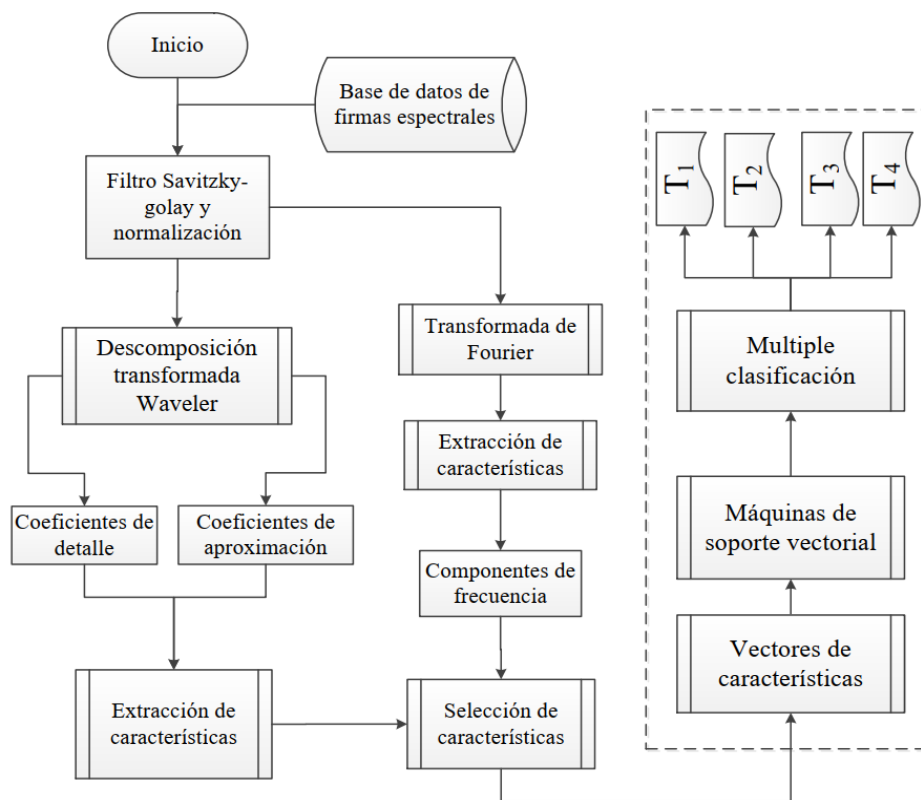 Inicio
Base de datos de
firmas espectrales
Filtro Savitzky-
golay y
normalización
Descomposición
transformada
Waveler
Transformada de
Fourier
Extracción de
características
Coeficientes de
detalle
Coeficientes de
aproximación
Componentes de
frecuencia
Extracción de
características
Selección de
características
T1
T2
T3
T4
Multiple
clasificación
Máquinas de
soporte vectorial
Vectores de
características